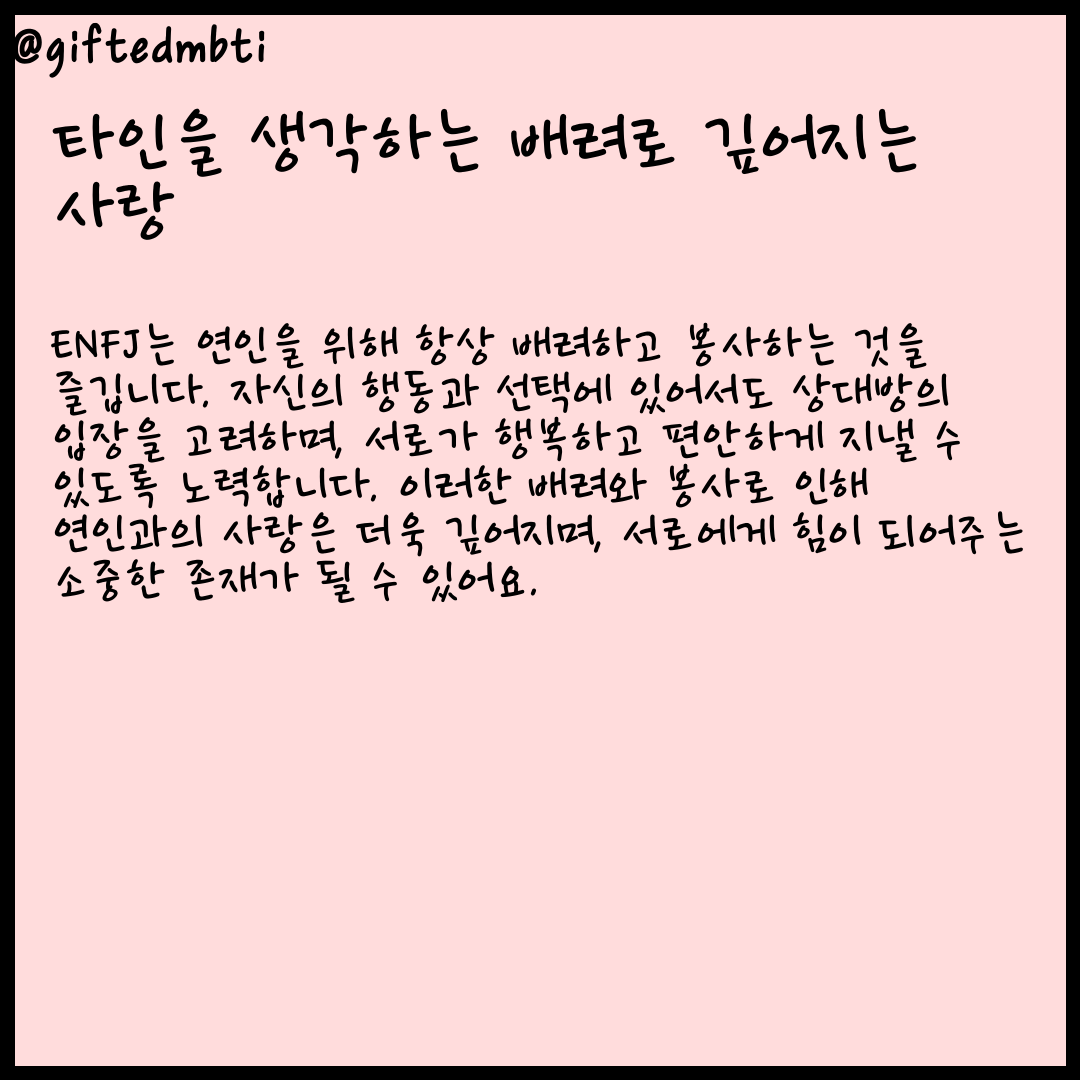 @giftedmbti
타인을 생각하는 배려로 깊어지는
사랑
ENFJ는 연인을 위해 항상 배려하고 봉사하는 것을
즐깁니다. 자신의 행동과 선택에 있어서도 상대방의
입장을 고려하며, 서로가 행복하고 편안하게 지낼 수
있도록 노력합니다. 이러한 배려와 봉사로 인해
연인과의 사랑은 더욱 깊어지며, 서로에게 힘이 되어주는
소중한 존재가 될 수 있어요.